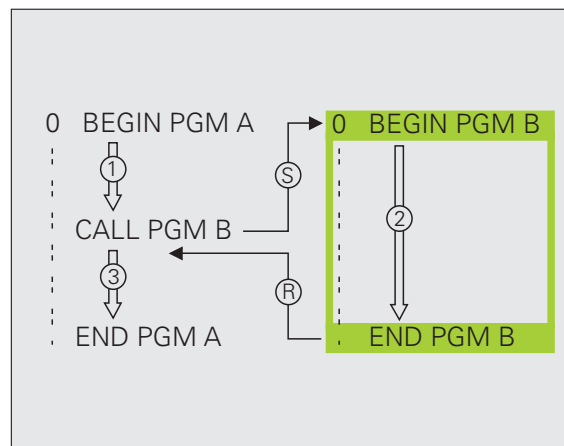 0 BEGIN PGM A
1
S
CALL PGM B
3
R
END PGM A
0 BEGIN PGM B
2
END PGM B